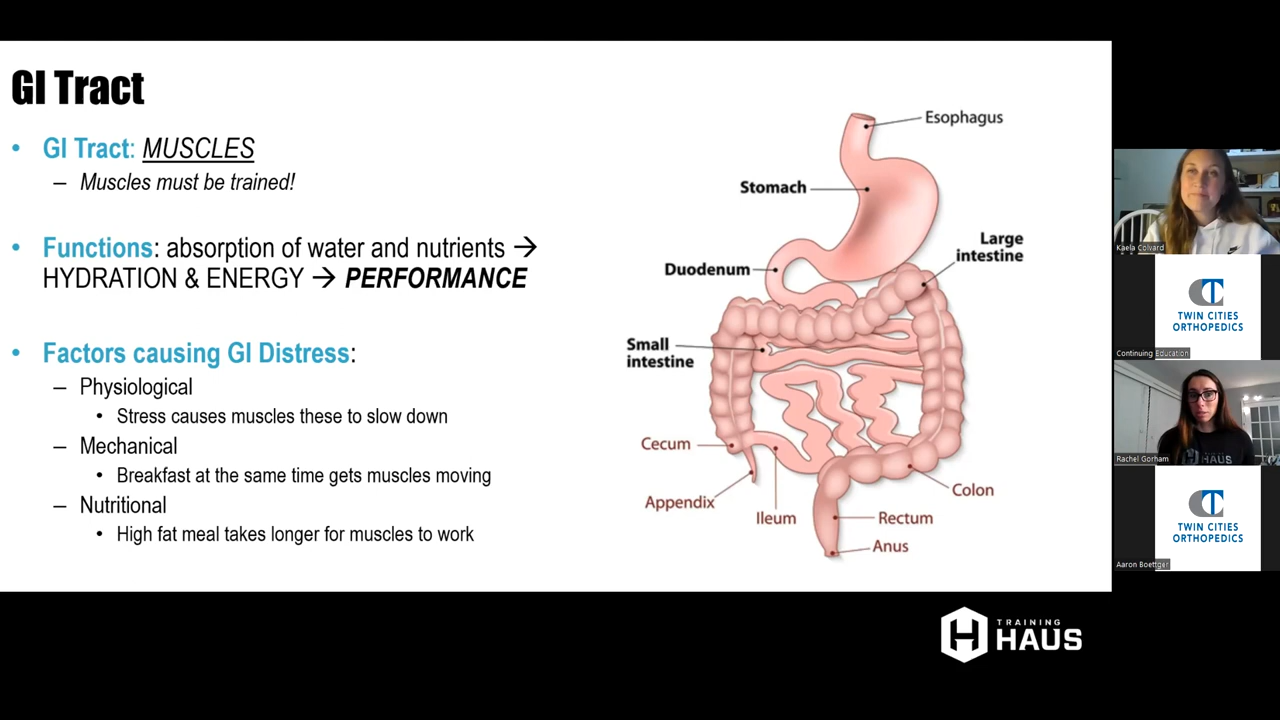 GI Tract
• GI Tract: MUSCLES
– Muscles must be trained!
• Functions: absorption of water and nutrients →
HYDRATION & ENERGY → PERFORMANCE
• Factors causing GI Distress:
– Physiological
• Stress causes muscles these to slow down
– Mechanical
• Breakfast at the same time gets muscles moving
– Nutritional
• High fat meal takes longer for muscles to work
Esophagus
Stomach
Large
intestine
Duodenum
Small
intestine
Cecum
Appendix
Ileum
Colon
Rectum
Anus
Kaela Colvard
CT
TWIN CITIES
ORTHOPEDICS
Continuing Education
HAUS
Rachel Gorham
CT
TWIN CITIES
ORTHOPEDICS
Aaron Boettger
H
TRAINING
HAUS